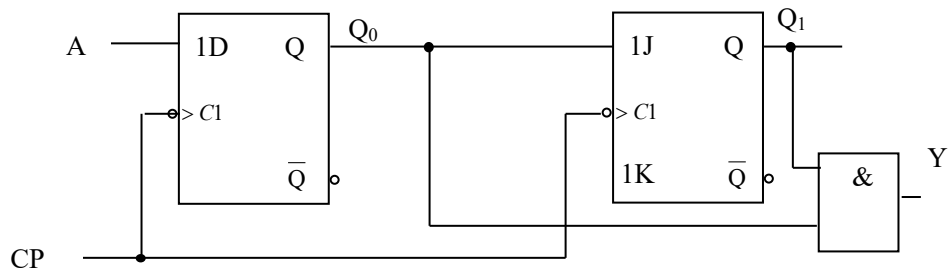 A 1D Q Q₀ 1J Q Q₁
> C1 > C1
Q̅ 1K Q̅ & Y
CP